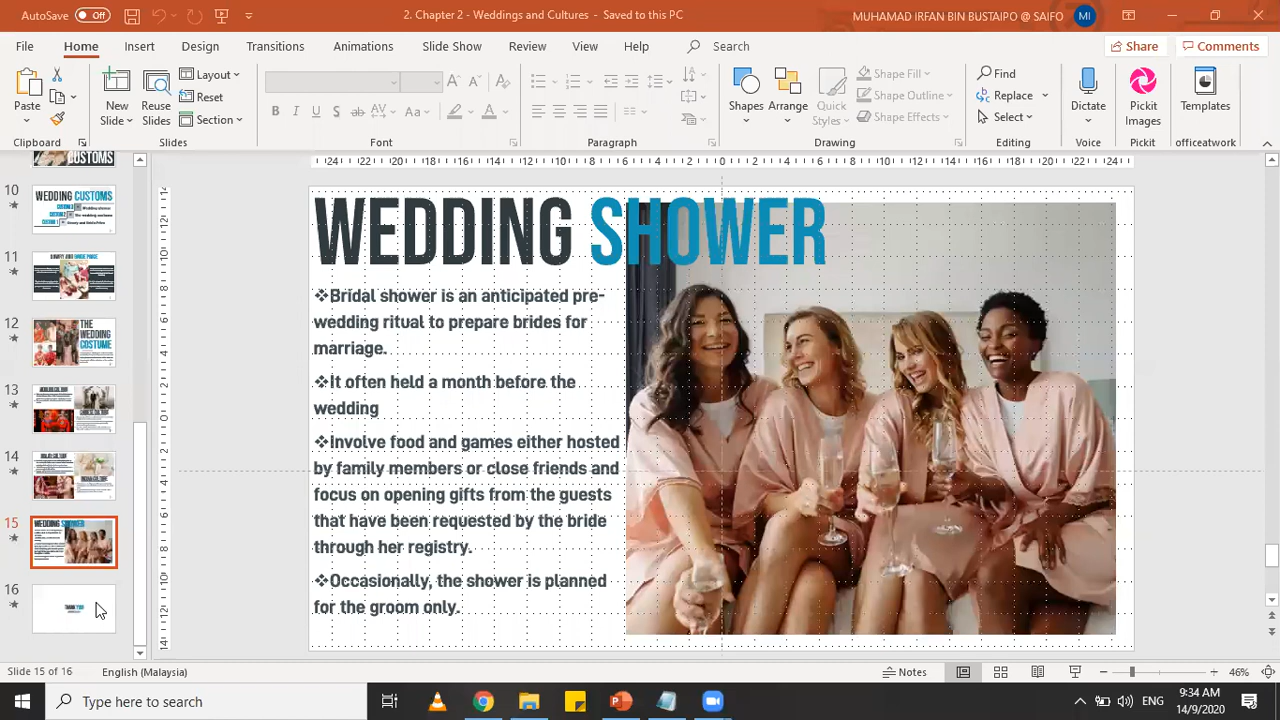 AutoSave Off
2. Chapter 2 - Weddings and Cultures - Saved to this PC
MUHAMAD IRFAN BIN BUSTAIPO @ SAIFO MI
File Home Insert Design Transitions Animations Slide Show Review View Help Search Share Comments
Paste
New Slide
Reuse Slides
Layout
Reset
Section
Shapes Arrange Quick Styles
Shape Fill
Shape Outline
Shape Effects
Find
Replace
Select
Dictate
Pickit Images
Templates
Clipboard Slides Font Paragraph Drawing Editing Voice Pickit officeatwork
CUSTOMS
10
WEDDING CUSTOMS
11
12
THE WEDDING COSTUME
13
14
15
WEDDING SHOWER
16
THANK YOU
WEDDING SHOWER
❖Bridal shower is an anticipated pre-
wedding ritual to prepare brides for
marriage.
❖It often held a month before the
wedding
❖Involve food and games either hosted
by family members or close friends and
focus on opening gifts from the guests
that have been requested by the bride
through her registry.
❖Occasionally, the shower is planned
for the groom only.
Slide 15 of 16 English (Malaysia) Notes 46%
Type here to search
ENG
9:34 AM
14/9/2020